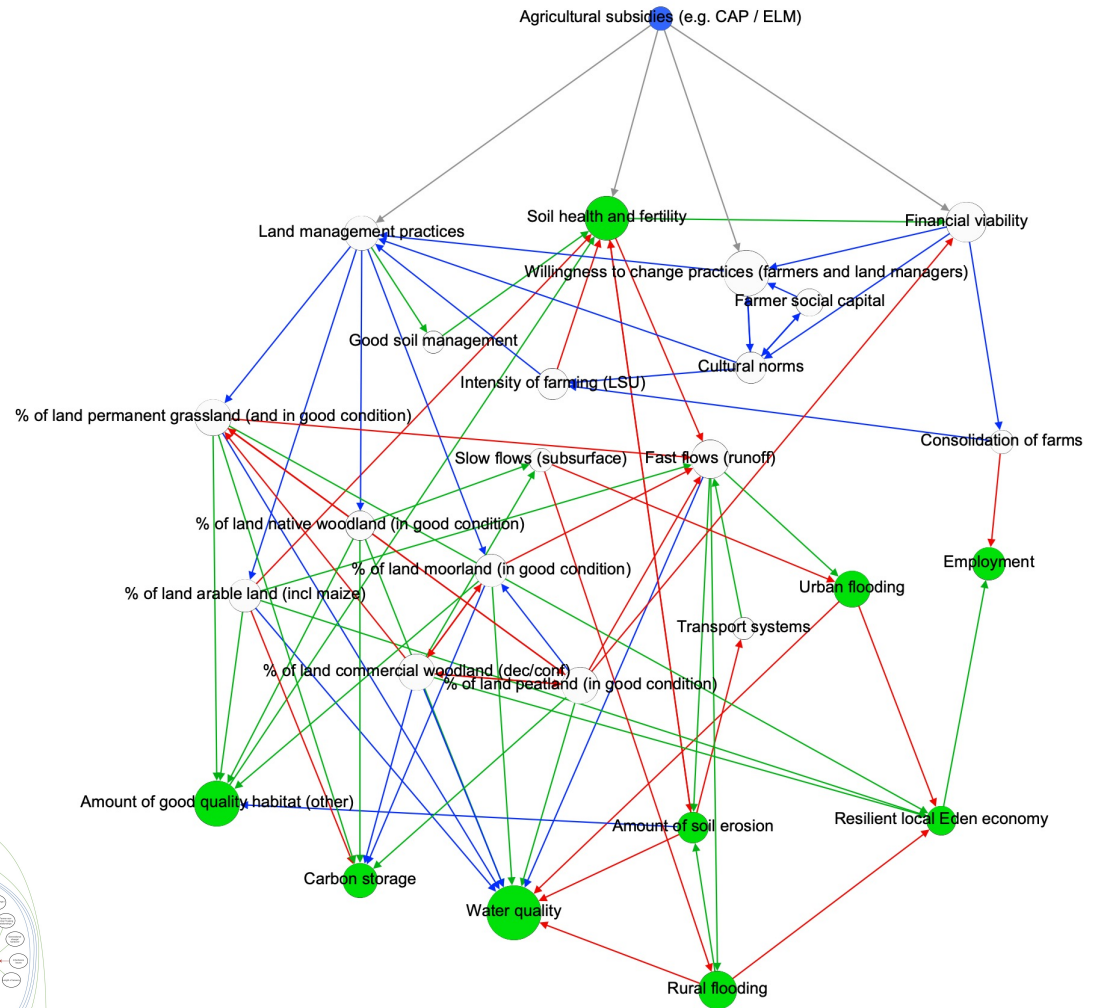 Agricultural subsidies (e.g. CAP / ELM)
Soil health and fertility
Financial viability
Land management practices
Willingness to change practices (farmers and land managers)
Farmer social capital
Good soil management
Cultural norms
Intensity of farming (LSU)
% of land permanent grassland (and in good condition)
Consolidation of farms
Slow flows (subsurface)
Fast flows (runoff)
% of land native woodland (in good condition)
Employment
% of land moorland (in good condition)
Urban flooding
% of land arable land (incl maize)
Transport systems
% of land commercial woodland (dec/conf)
% of land peatland (in good condition)
Amount of good quality habitat (other)
Resilient local Eden economy
Amount of soil erosion
Carbon storage
Water quality
Rural flooding